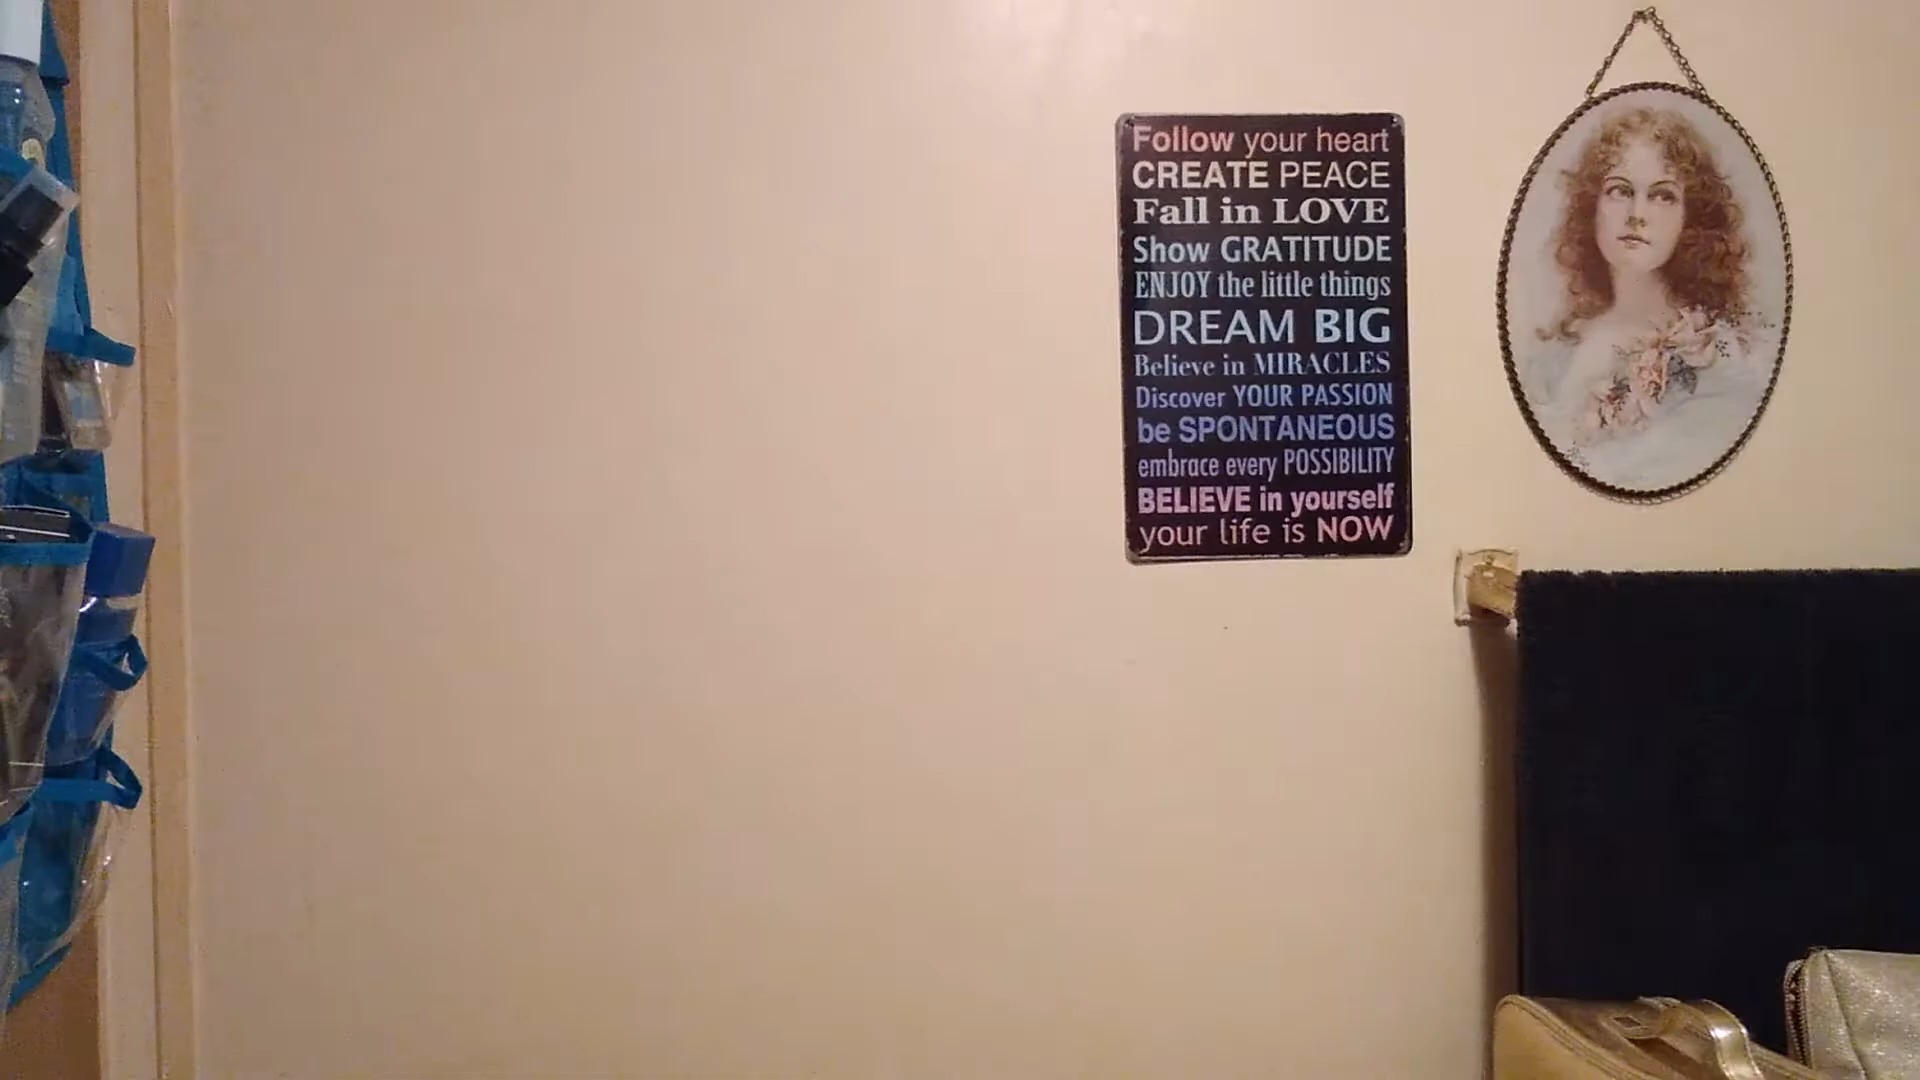 Follow your heart
CREATE PEACE
Fall in LOVE
Show GRATITUDE
ENJOY the little things
DREAM BIG
Believe in MIRACLES
Discover YOUR PASSION
be SPONTANEOUS
embrace every POSSIBILITY
BELIEVE in yourself
your life is NOW